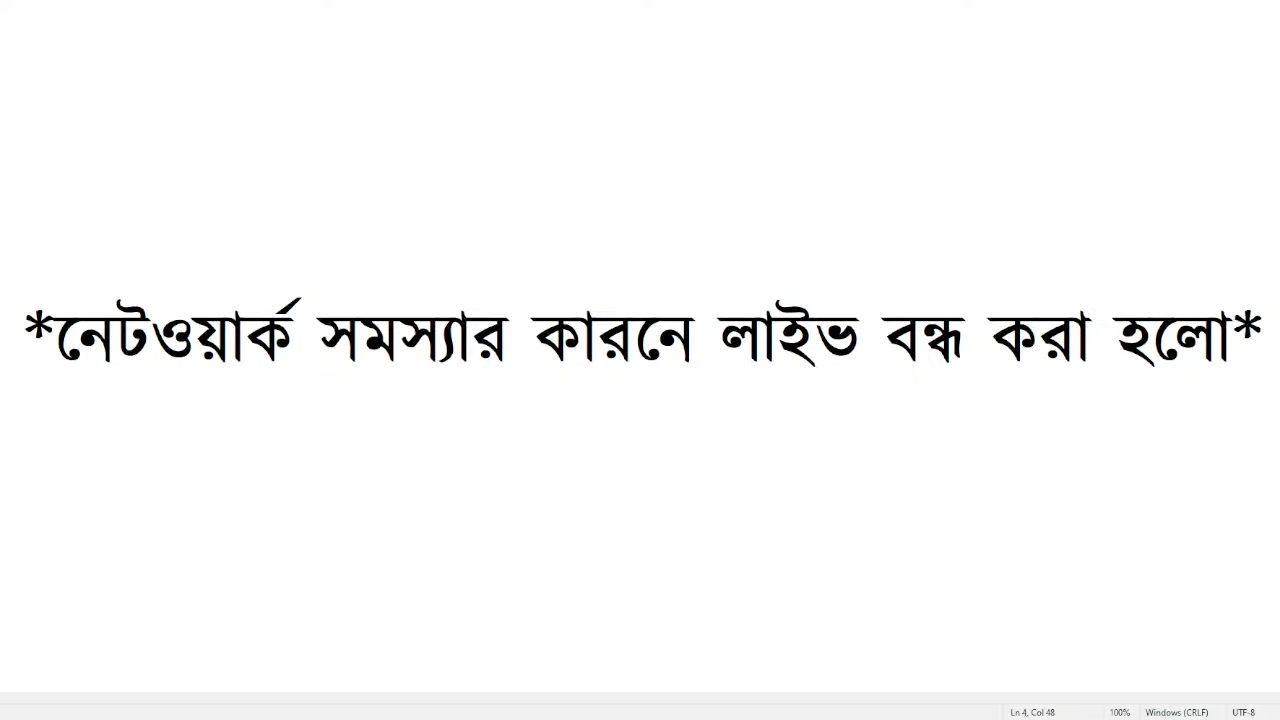 *নেটওয়ার্ক সমস্যার কারনে লাইভ বন্ধ করা হলো*
Ln 4, Col 48 100% Windows (CRLF) UTF-8